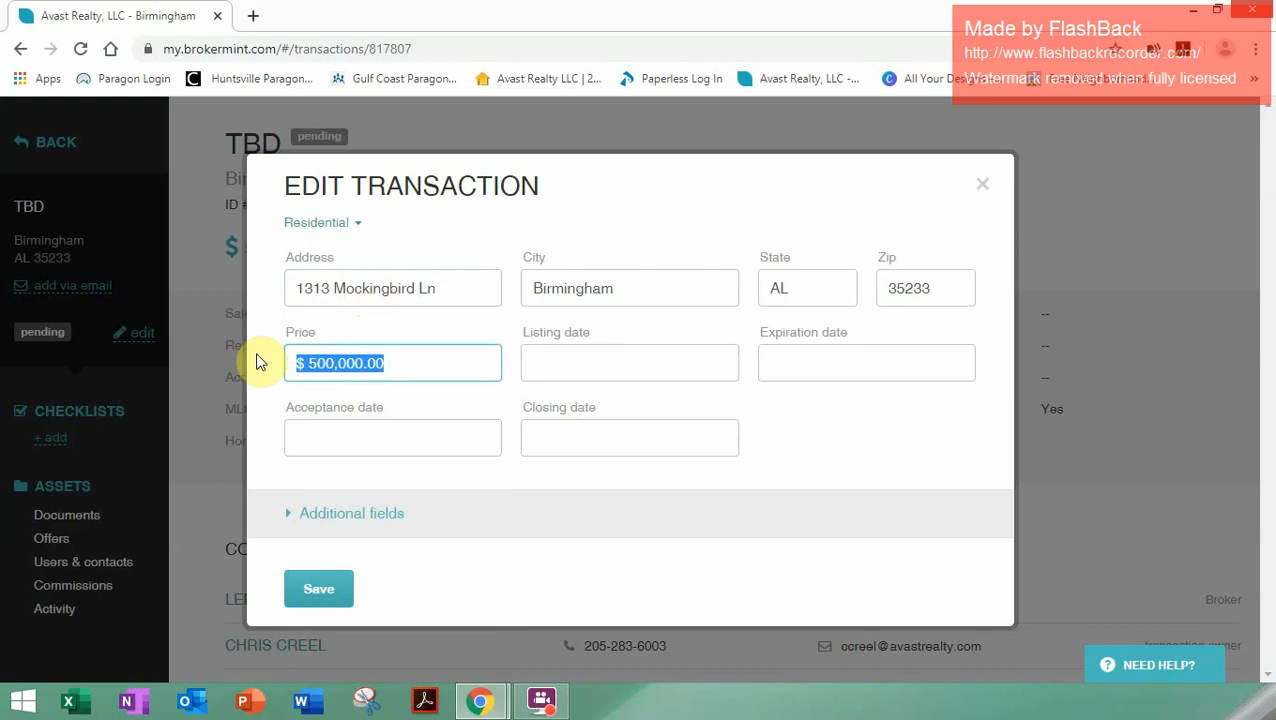 Avast Realty, LLC - Birmingham
Made by FlashBack
my.brokermint.com/#/transactions/817807
http://www.flashbackrecorder.com/
Apps
Paragon Login
Huntsville Paragon...
Gulf Coast Paragon...
Avast Realty LLC | 2...
Paperless Log In
Avast Realty, LLC -...
All Your Design
Watermark removed when fully licensed
BACK
TBD
pending
EDIT TRANSACTION
ID #
TBD
Residential
Birmingham
AL 35233
add via email
Address
City
State
Zip
1313 Mockingbird Ln
Birmingham
AL
35233
pending
edit
Price
Listing date
Expiration date
$ 500,000.00
--
--
--
CHECKLISTS
+ add
Acceptance date
Closing date
Yes
ASSETS
Documents
Offers
Users & contacts
Commissions
Activity
Additional fields
Save
Broker
CHRIS CREEL
205-283-6003
ccreel@avastrealty.com
transaction owner
NEED HELP?